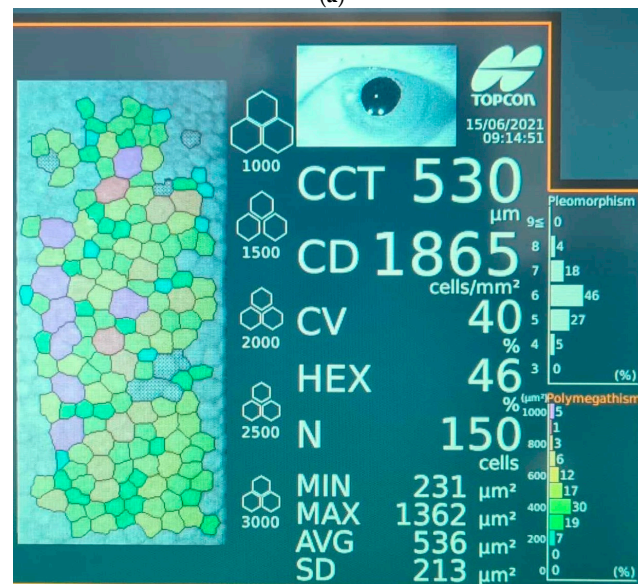 (a)
TOPCON
15/06/2021
09:14:51
1000
1500
2000
2500
3000
CCT 530
µm
CD 1865
cells/mm²
CV 40
%
HEX 46
%
N 150
cells
MIN 231 µm²
MAX 1362 µm²
AVG 536 µm²
SD 213 µm²
Pleomorphism
9≦ 0
8 4
7 18
6 46
5 27
4 5
3 0
(%)
Polymegathism
(µm²)
1000 5
1
800 3
6
600 12
17
400 30
19
200 7
0
0 0
(%)